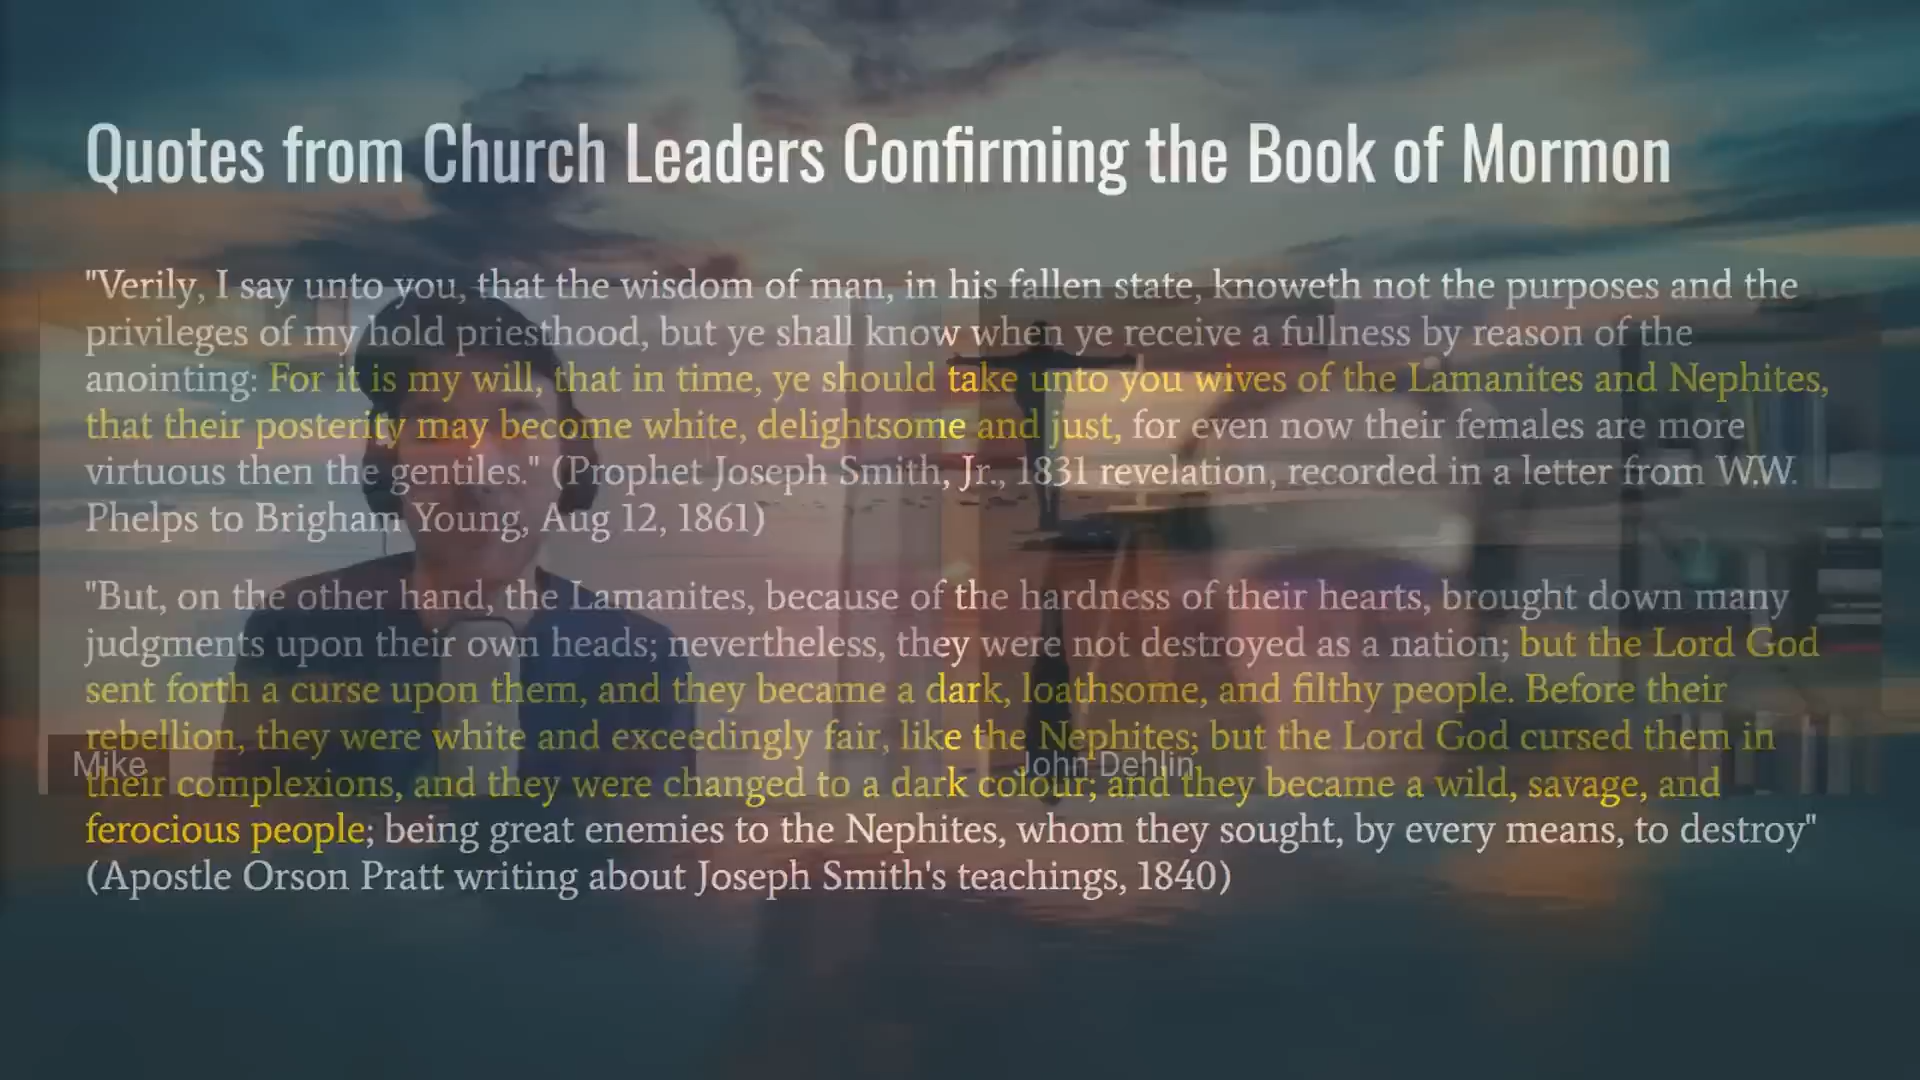 Quotes from Church Leaders Confirming the Book of Mormon
"Verily, I say unto you, that the wisdom of man, in his fallen state, knoweth not the purposes and the
privileges of my hold priesthood, but ye shall know when ye receive a fullness by reason of the
anointing: For it is my will, that in time, ye should take unto you wives of the Lamanites and Nephites,
that their posterity may become white, delightsome and just, for even now their females are more
virtuous then the gentiles." (Prophet Joseph Smith, Jr., 1831 revelation, recorded in a letter from W.W.
Phelps to Brigham Young, Aug 12, 1861)
"But, on the other hand, the Lamanites, because of the hardness of their hearts, brought down many
judgments upon their own heads; nevertheless, they were not destroyed as a nation; but the Lord God
sent forth a curse upon them, and they became a dark, loathsome, and filthy people. Before their
rebellion, they were white and exceedingly fair, like the Nephites; but the Lord God cursed them in
their complexions, and they were changed to a dark colour; and they became a wild, savage, and
ferocious people; being great enemies to the Nephites, whom they sought, by every means, to destroy"
(Apostle Orson Pratt writing about Joseph Smith's teachings, 1840)
Mike
John Dehlin